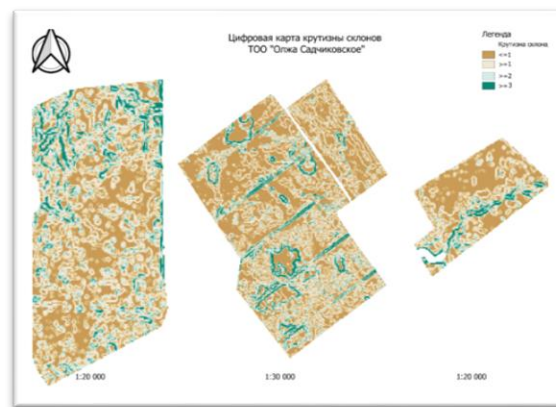 Цифровая карта крутизны склонов
ТОО "Олжа Садчиковское"
Легенда
Крутизна склона
<=1
>=1
>=2
>=3
1:20 000
1:30 000
1:20 000